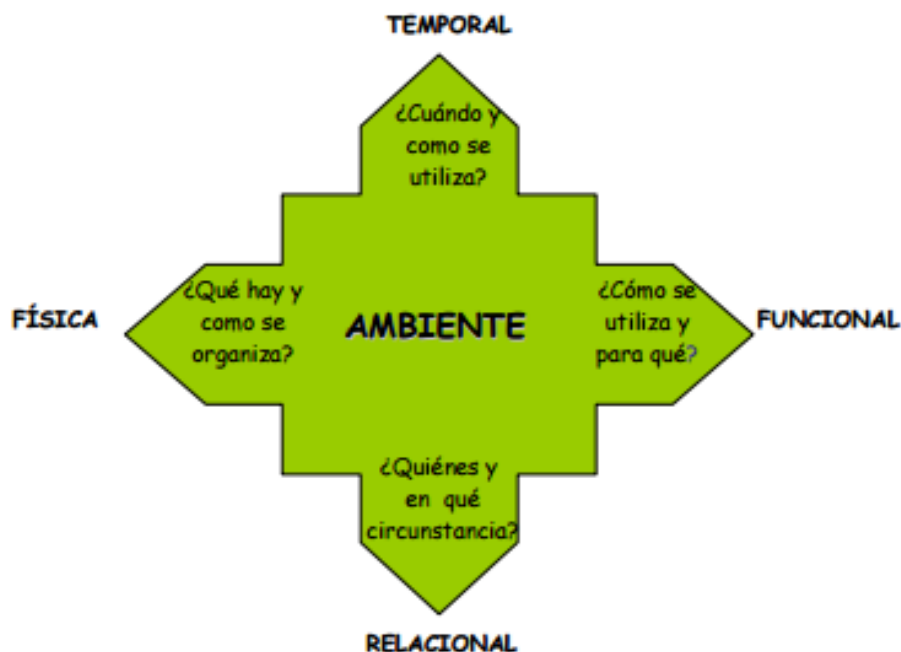 TEMPORAL
¿Cuándo y
como se
utiliza?
FÍSICA
¿Qué hay y
como se
organiza?
AMBIENTE
¿Cómo se
utiliza y
para qué?
FUNCIONAL
¿Quiénes y
en qué
circunstancia?
RELACIONAL